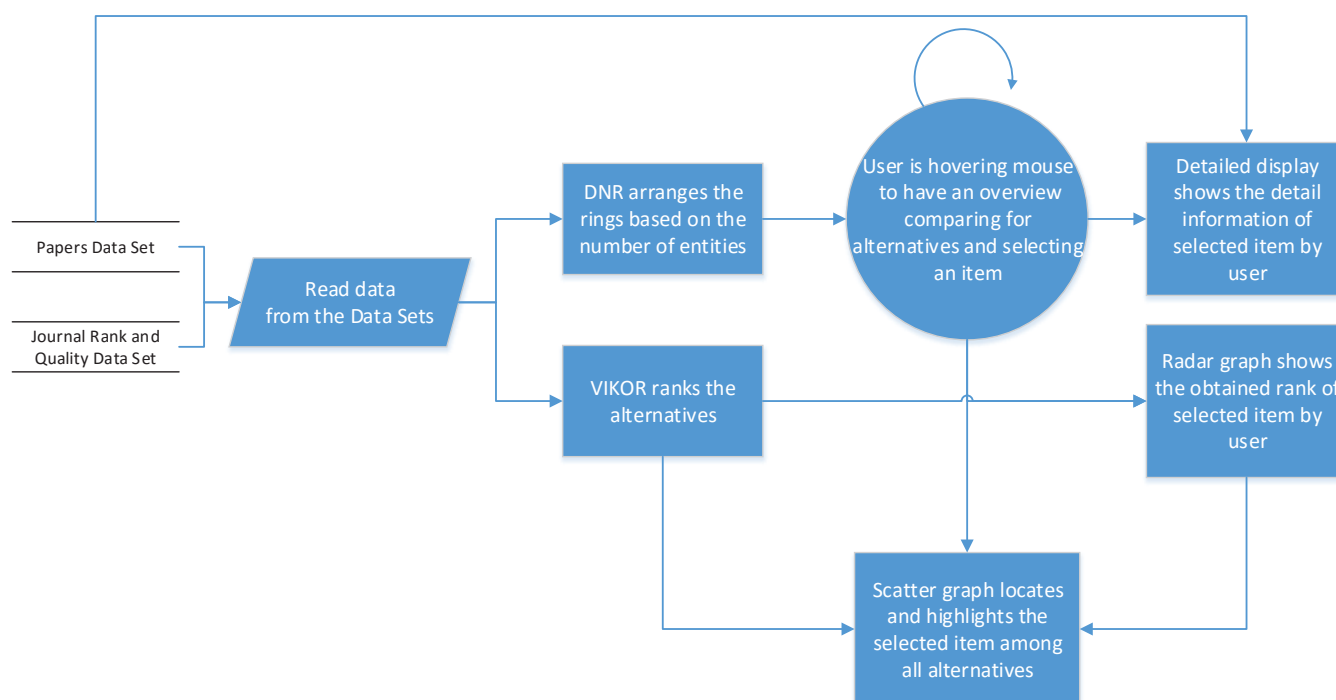 Papers Data Set
Journal Rank and
Quality Data Set
Read data
from the Data Sets
DNR arranges the
rings based on the
number of entities
VIKOR ranks the
alternatives
User is hovering mouse
to have an overview
comparing for
alternatives and selecting
an item
Detailed display
shows the detail
information of
selected item by
user
Radar graph shows
the obtained rank of
selected item by
user
Scatter graph locates
and highlights the
selected item among
all alternatives